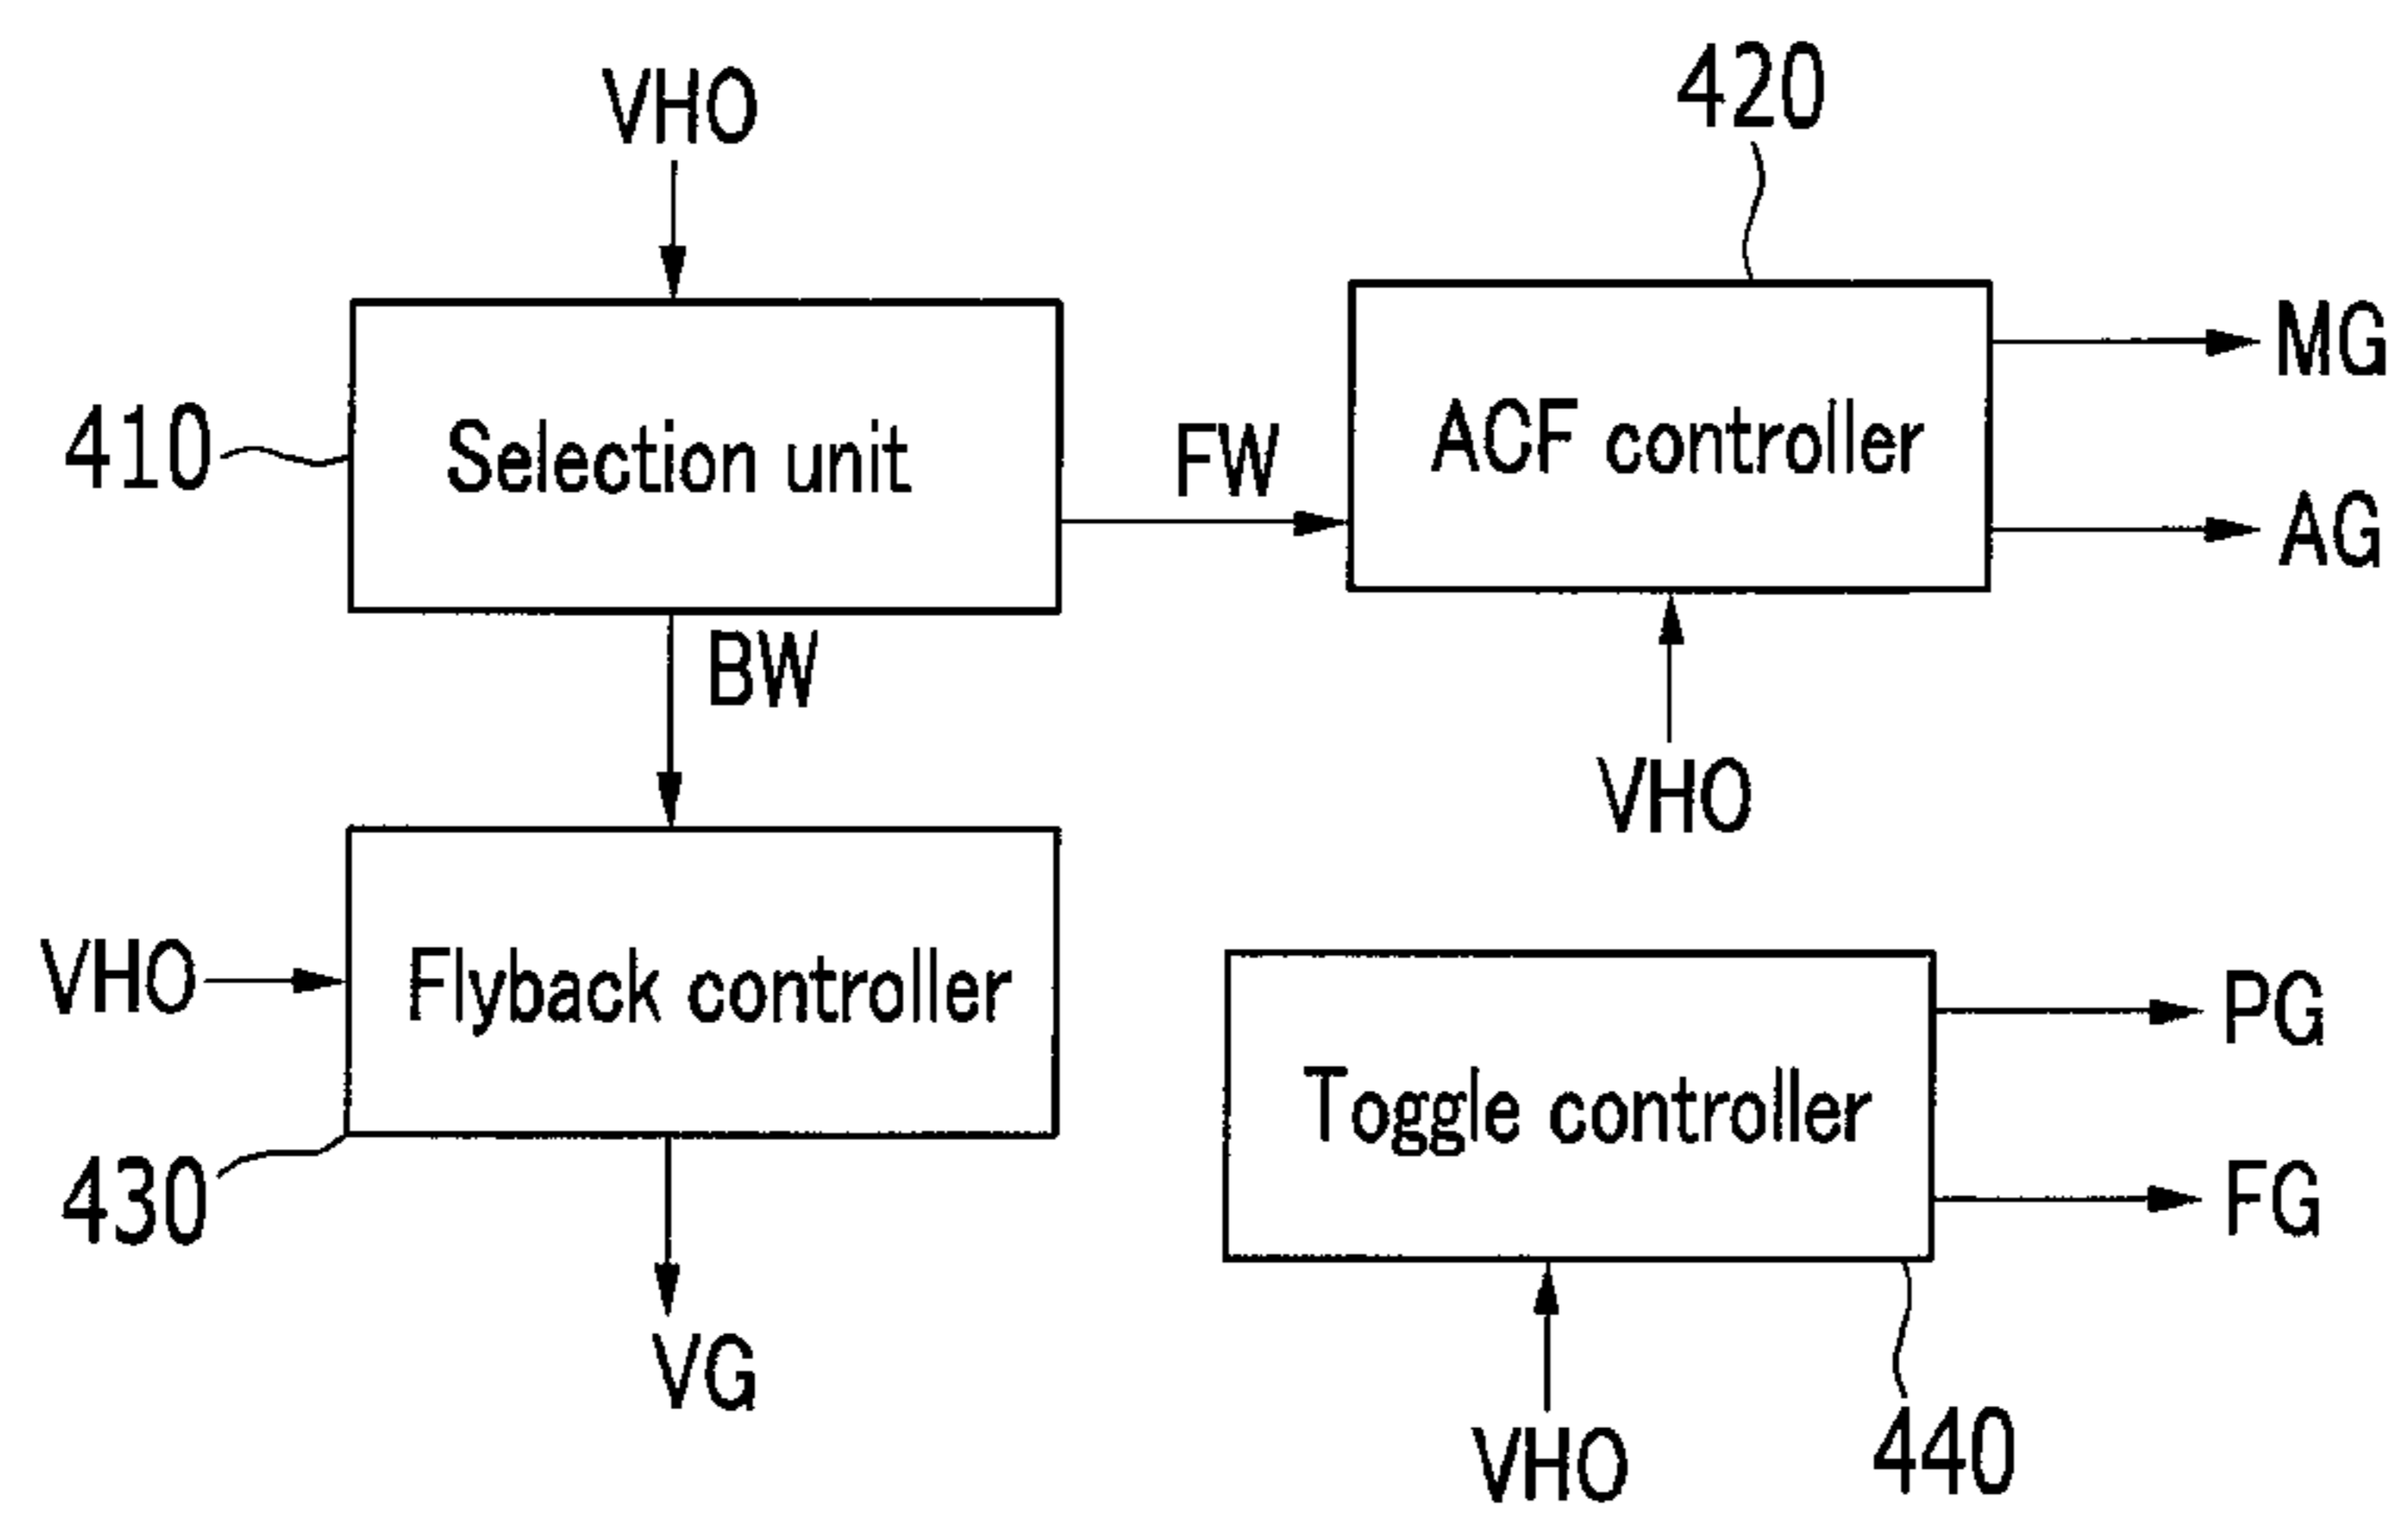 VHO
420
MG
410
Selection unit
FW
ACF controller
AG
BW
VHO
VHO
Flyback controller
PG
Toggle controller
430
FG
VG
VHO
440